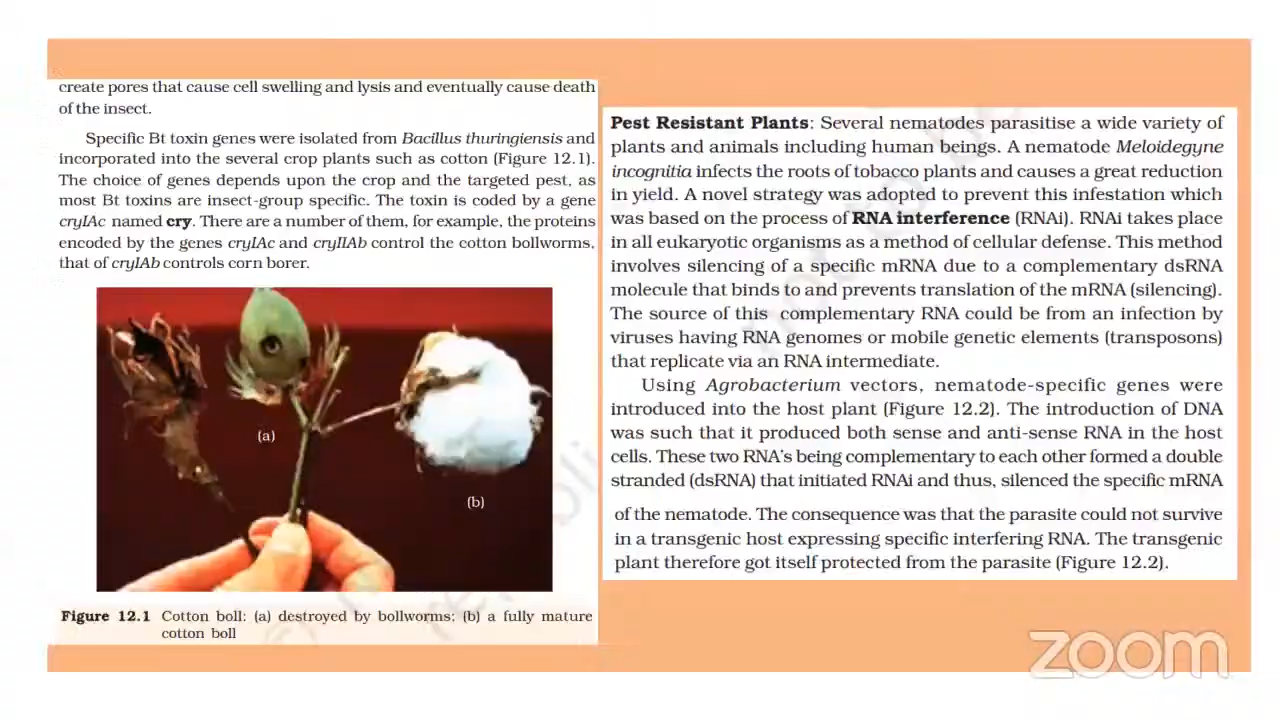 create pores that cause cell swelling and lysis and eventually cause death
of the insect.
Specific Bt toxin genes were isolated from Bacillus thuringiensis and
incorporated into the several crop plants such as cotton (Figure 12.1).
The choice of genes depends upon the crop and the targeted pest, as
most Bt toxins are insect-group specific. The toxin is coded by a gene
cryIAc named cry. There are a number of them, for example, the proteins
encoded by the genes cryIAc and cryIIAb control the cotton bollworms,
that of cryIAb controls corn borer.
(a)
(b)
Figure 12.1 Cotton boll: (a) destroyed by bollworms; (b) a fully mature
cotton boll
Pest Resistant Plants: Several nematodes parasitise a wide variety of
plants and animals including human beings. A nematode Meloidegyne
incognitia infects the roots of tobacco plants and causes a great reduction
in yield. A novel strategy was adopted to prevent this infestation which
was based on the process of RNA interference (RNAi). RNAi takes place
in all eukaryotic organisms as a method of cellular defense. This method
involves silencing of a specific mRNA due to a complementary dsRNA
molecule that binds to and prevents translation of the mRNA (silencing).
The source of this complementary RNA could be from an infection by
viruses having RNA genomes or mobile genetic elements (transposons)
that replicate via an RNA intermediate.
Using Agrobacterium vectors, nematode-specific genes were
introduced into the host plant (Figure 12.2). The introduction of DNA
was such that it produced both sense and anti-sense RNA in the host
cells. These two RNA's being complementary to each other formed a double
stranded (dsRNA) that initiated RNAi and thus, silenced the specific mRNA
of the nematode. The consequence was that the parasite could not survive
in a transgenic host expressing specific interfering RNA. The transgenic
plant therefore got itself protected from the parasite (Figure 12.2).
zoom